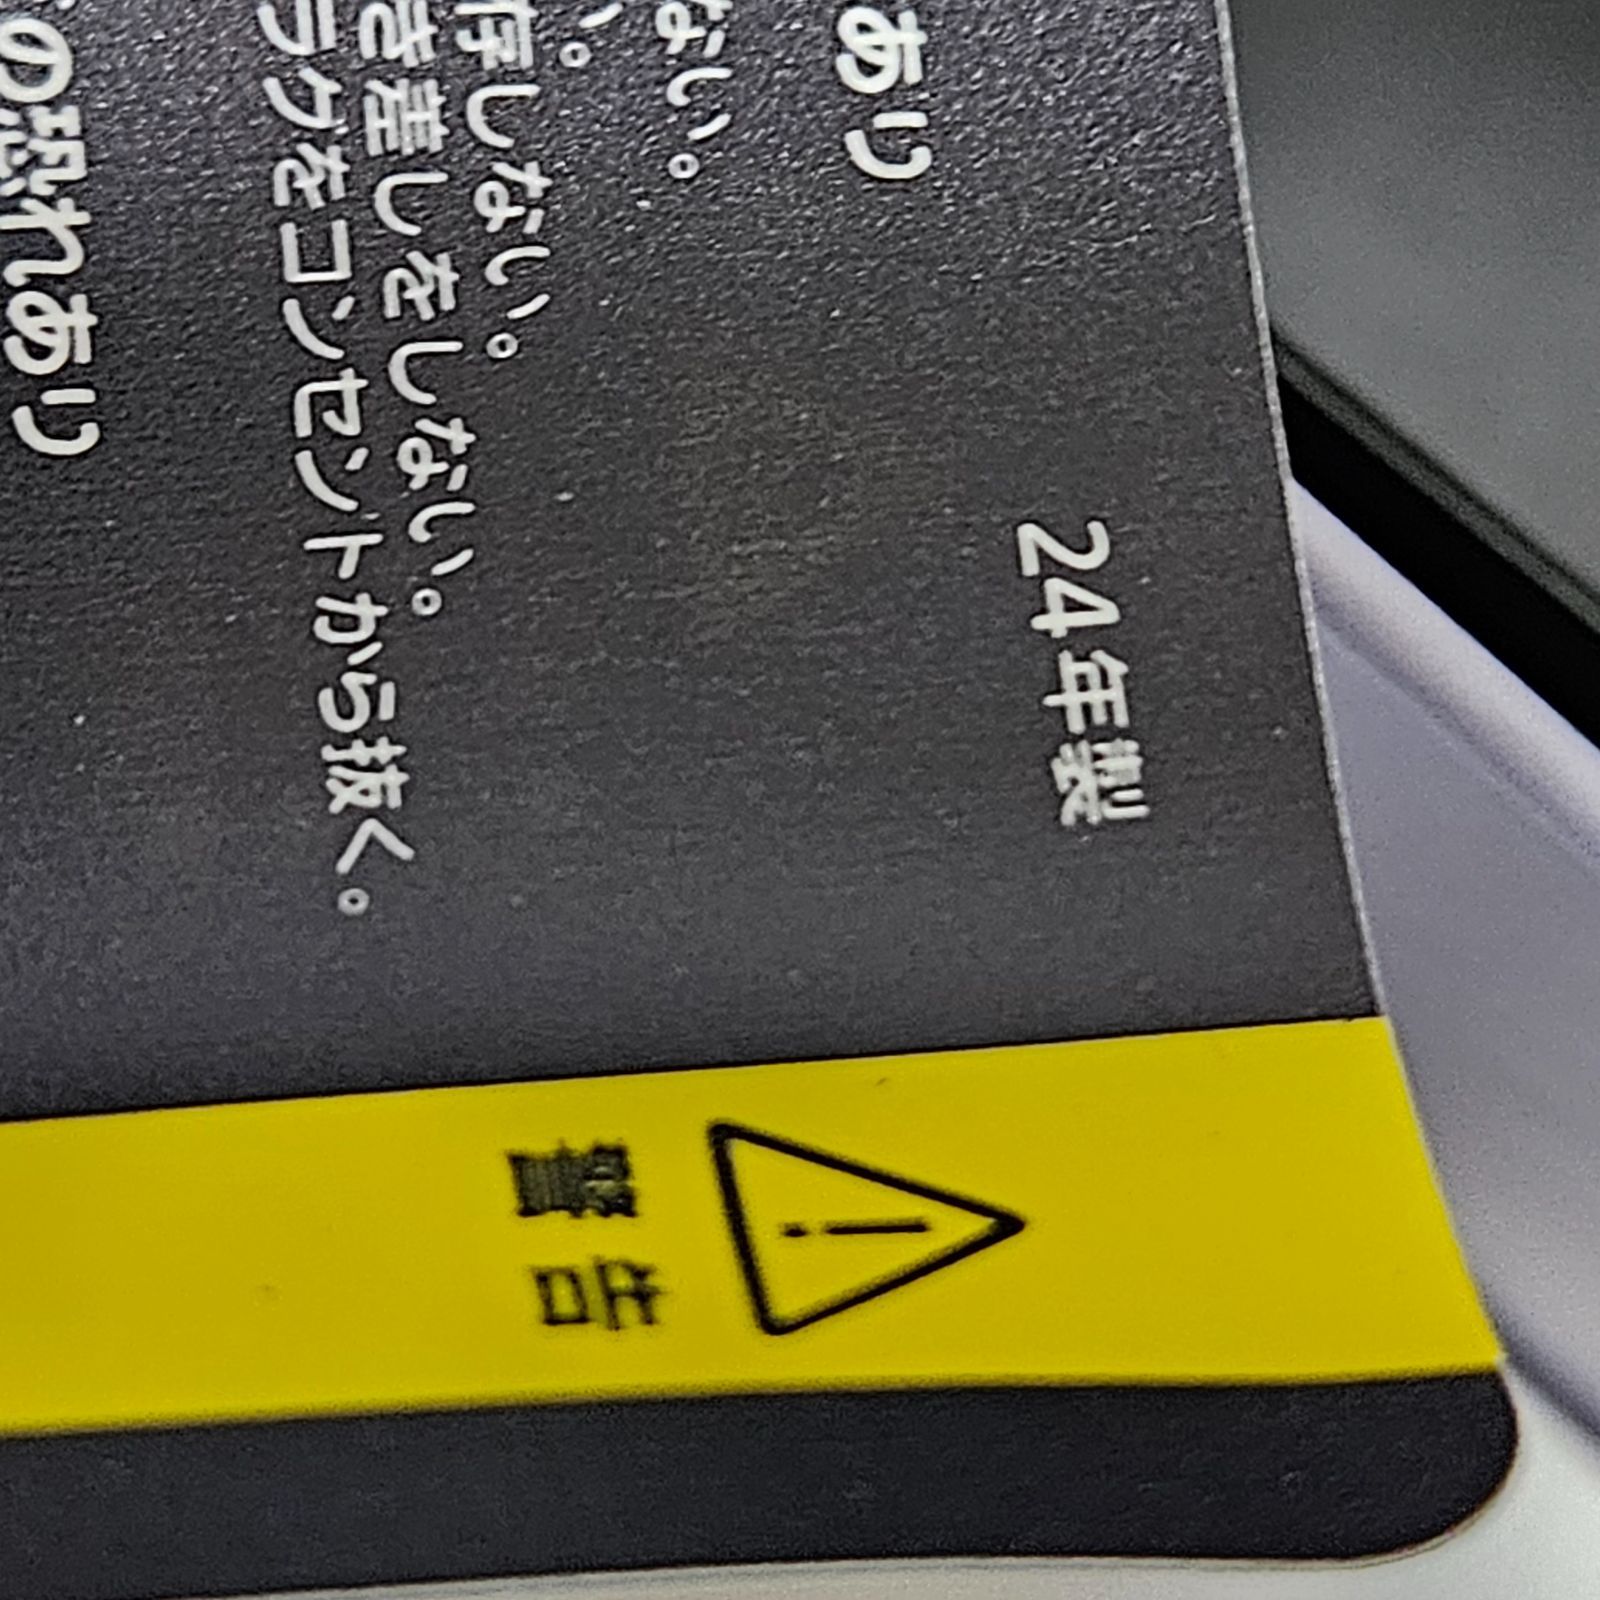 24年製
あり
ない。
い。
存しない。
き差しをしない。
ラグをコンセントから抜く。
の恐れあり
警告